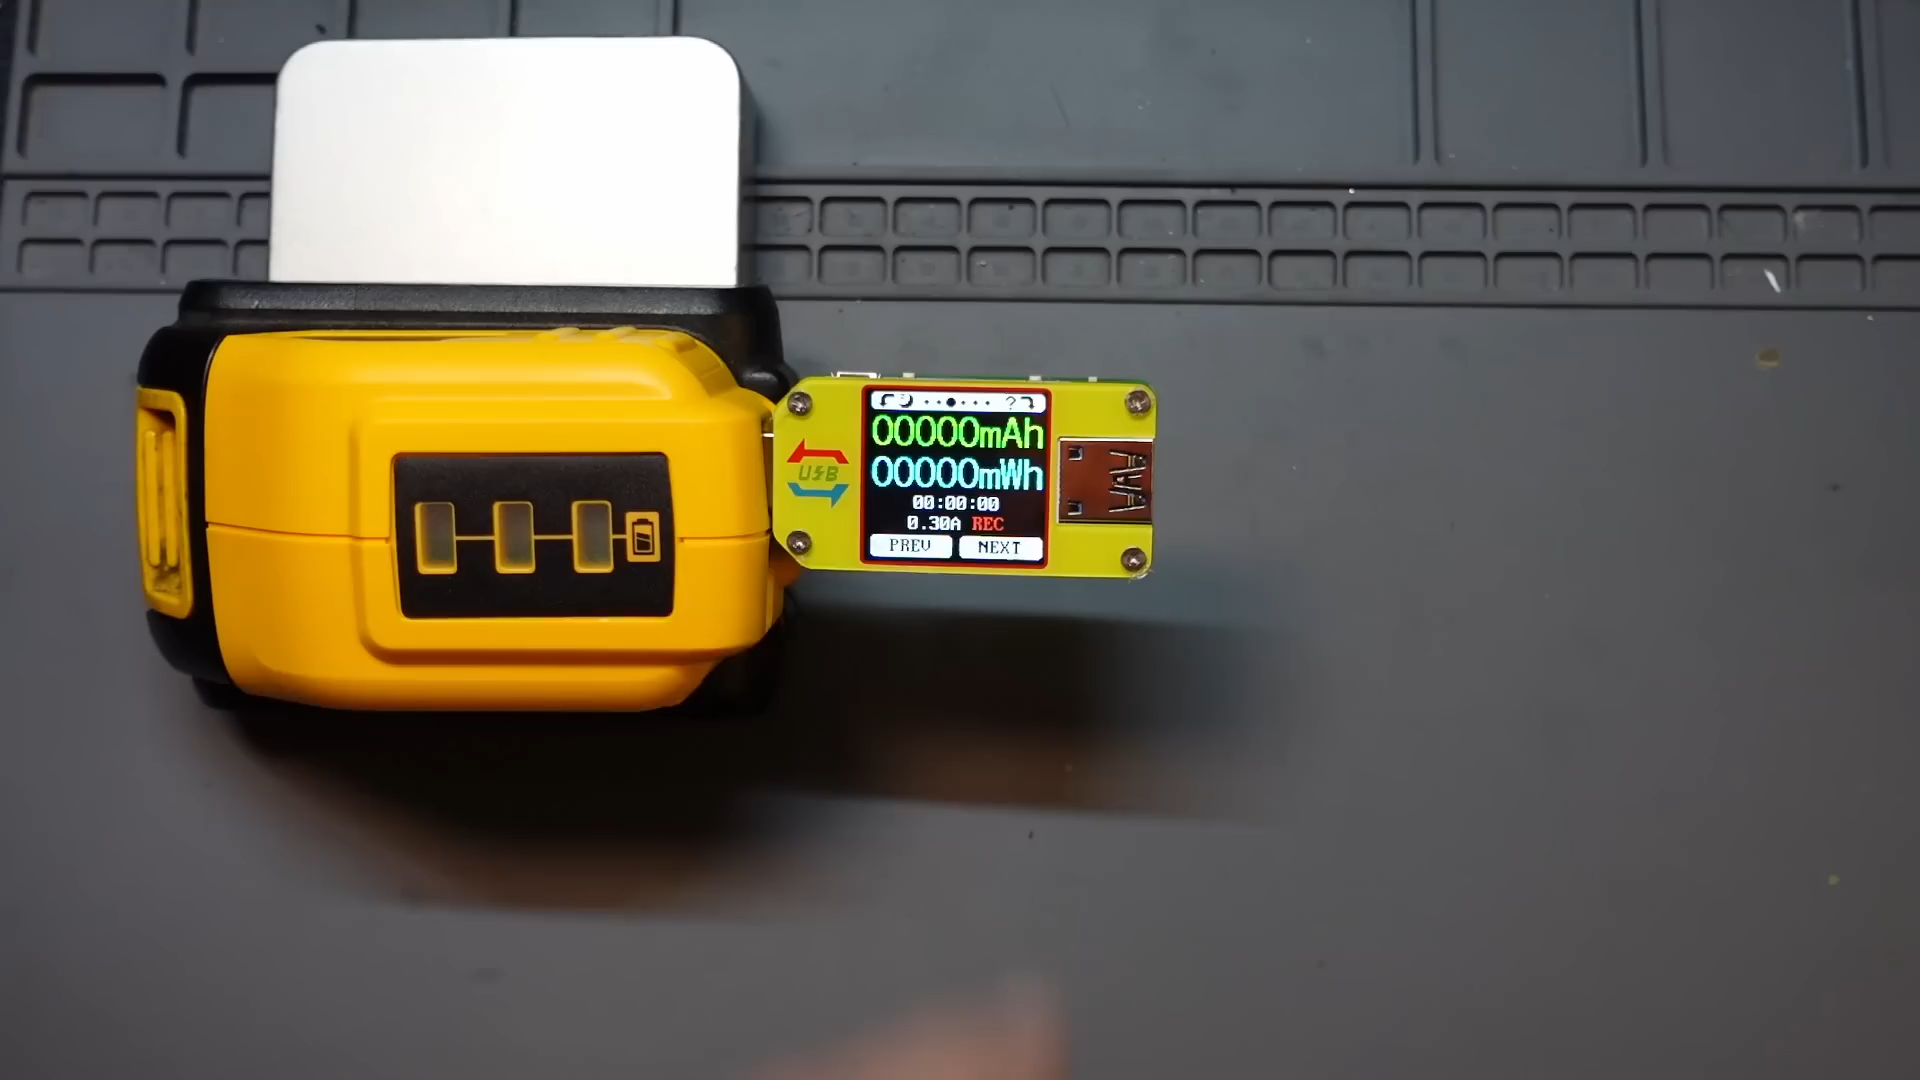 ?
00000mAh
00000mWh
00:00:00
0.30A REC
PREV NEXT
USB